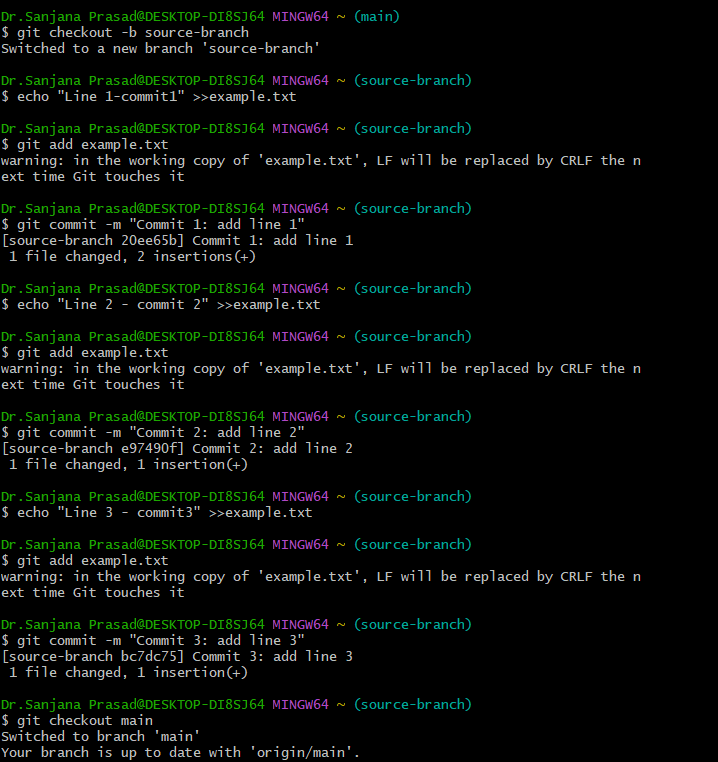 Dr.Sanjana Prasad@DESKTOP-DI8SJ64 MINGW64 ~ (main)
$ git checkout -b source-branch
Switched to a new branch 'source-branch'
Dr.Sanjana Prasad@DESKTOP-DI8SJ64 MINGW64 ~ (source-branch)
$ echo "Line 1-commit1" >>example.txt
Dr.Sanjana Prasad@DESKTOP-DI8SJ64 MINGW64 ~ (source-branch)
$ git add example.txt
warning: in the working copy of 'example.txt', LF will be replaced by CRLF the n
ext time Git touches it
Dr.Sanjana Prasad@DESKTOP-DI8SJ64 MINGW64 ~ (source-branch)
$ git commit -m "Commit 1: add line 1"
[source-branch 20ee65b] Commit 1: add line 1
 1 file changed, 2 insertions(+)
Dr.Sanjana Prasad@DESKTOP-DI8SJ64 MINGW64 ~ (source-branch)
$ echo "Line 2 - commit 2" >>example.txt
Dr.Sanjana Prasad@DESKTOP-DI8SJ64 MINGW64 ~ (source-branch)
$ git add example.txt
warning: in the working copy of 'example.txt', LF will be replaced by CRLF the n
ext time Git touches it
Dr.Sanjana Prasad@DESKTOP-DI8SJ64 MINGW64 ~ (source-branch)
$ git commit -m "Commit 2: add line 2"
[source-branch e97490f] Commit 2: add line 2
 1 file changed, 1 insertion(+)
Dr.Sanjana Prasad@DESKTOP-DI8SJ64 MINGW64 ~ (source-branch)
$ echo "Line 3 - commit3" >>example.txt
Dr.Sanjana Prasad@DESKTOP-DI8SJ64 MINGW64 ~ (source-branch)
$ git add example.txt
warning: in the working copy of 'example.txt', LF will be replaced by CRLF the n
ext time Git touches it
Dr.Sanjana Prasad@DESKTOP-DI8SJ64 MINGW64 ~ (source-branch)
$ git commit -m "Commit 3: add line 3"
[source-branch bc7dc75] Commit 3: add line 3
 1 file changed, 1 insertion(+)
Dr.Sanjana Prasad@DESKTOP-DI8SJ64 MINGW64 ~ (source-branch)
$ git checkout main
Switched to branch 'main'
Your branch is up to date with 'origin/main'.